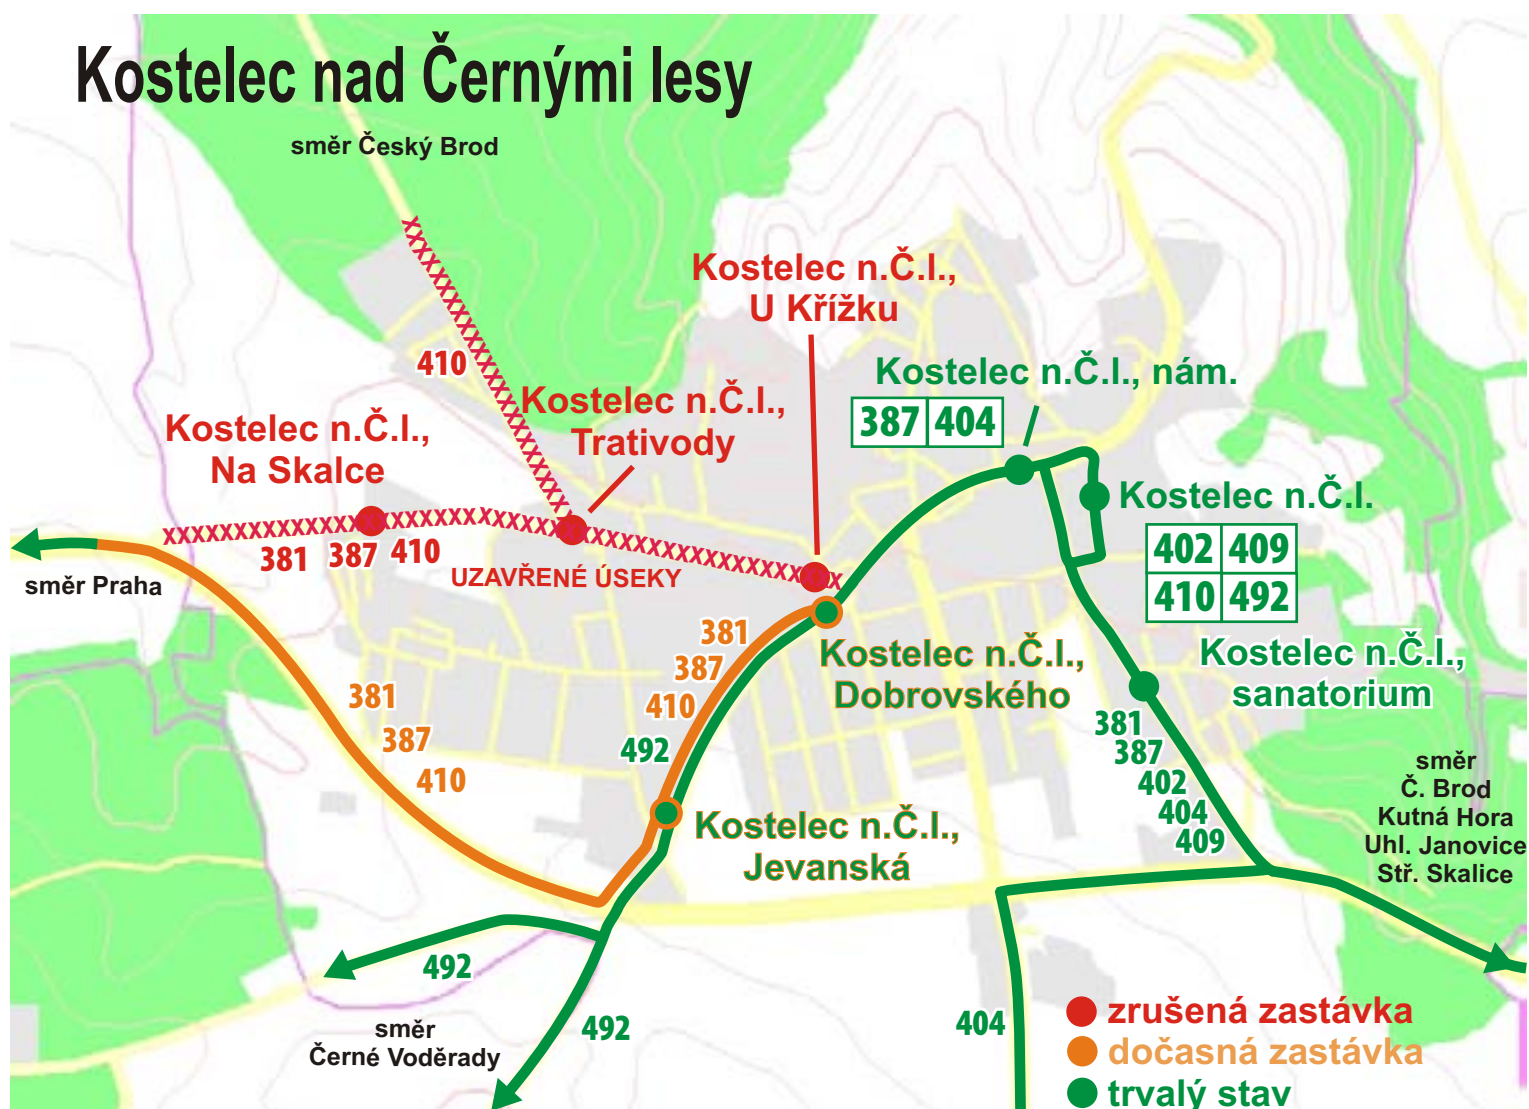 Kostelec nad Černými lesy
směr Český Brod
Kostelec n.Č.l.,
U Křížku
410
Kostelec n.Č.l., nám.
387 404
Kostelec n.Č.l.,
Trativody
Kostelec n.Č.l.,
Na Skalce
Kostelec n.Č.l.
402 409
410 492
xxxxxxxxxxxxxxxxxxxx
381 387 410
UZAVŘENÉ ÚSEKY
směr Praha
381
387
410
492
Kostelec n.Č.l.,
Dobrovského
Kostelec n.Č.l.,
sanatorium
381
387
410
381
387
402
404
409
směr
Č. Brod
Kutná Hora
Uhl. Janovice
Stř. Skalice
Kostelec n.Č.l.,
Jevanská
492
492
404
směr
Černé Voděrady
zrušená zastávka
dočasná zastávka
trvalý stav